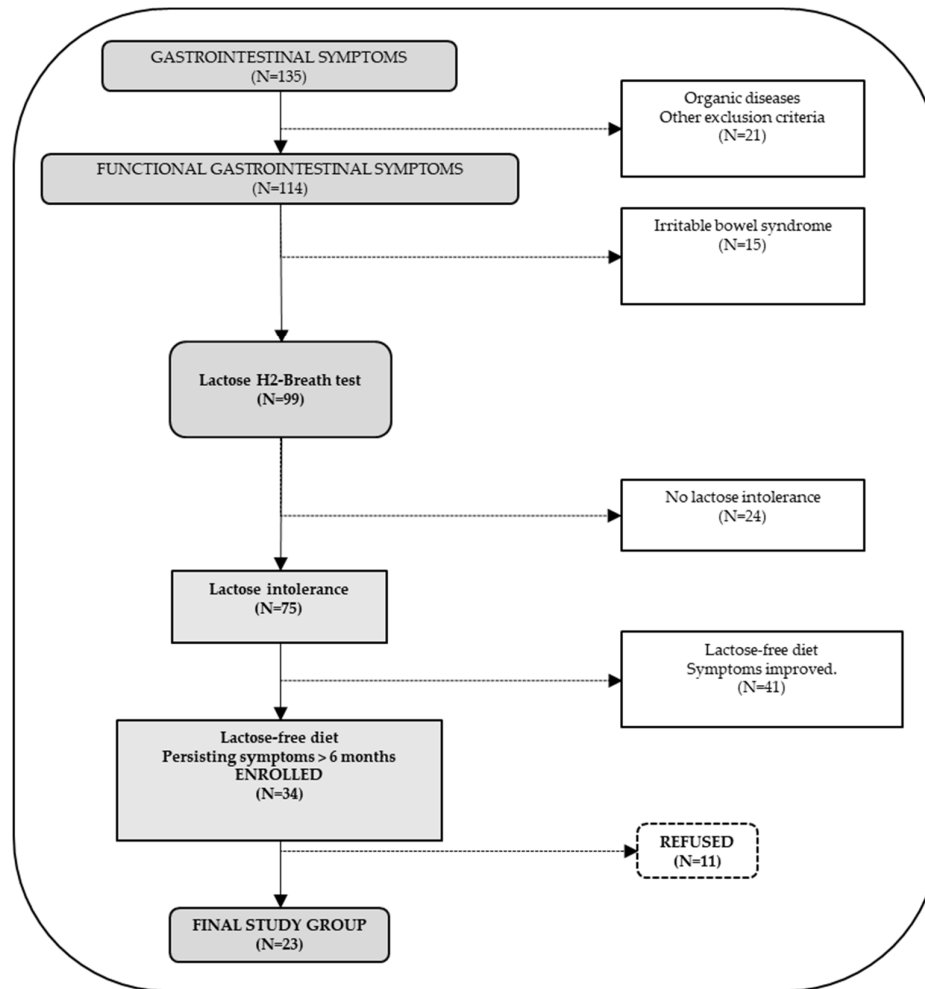 GASTROINTESTINAL SYMPTOMS
(N=135)
Organic diseases
Other exclusion criteria
(N=21)
FUNCTIONAL GASTROINTESTINAL SYMPTOMS
(N=114)
Irritable bowel syndrome
(N=15)
Lactose H2-Breath test
(N=99)
No lactose intolerance
(N=24)
Lactose intolerance
(N=75)
Lactose-free diet
Symptoms improved.
(N=41)
Lactose-free diet
Persisting symptoms > 6 months
ENROLLED
(N=34)
REFUSED
(N=11)
FINAL STUDY GROUP
(N=23)